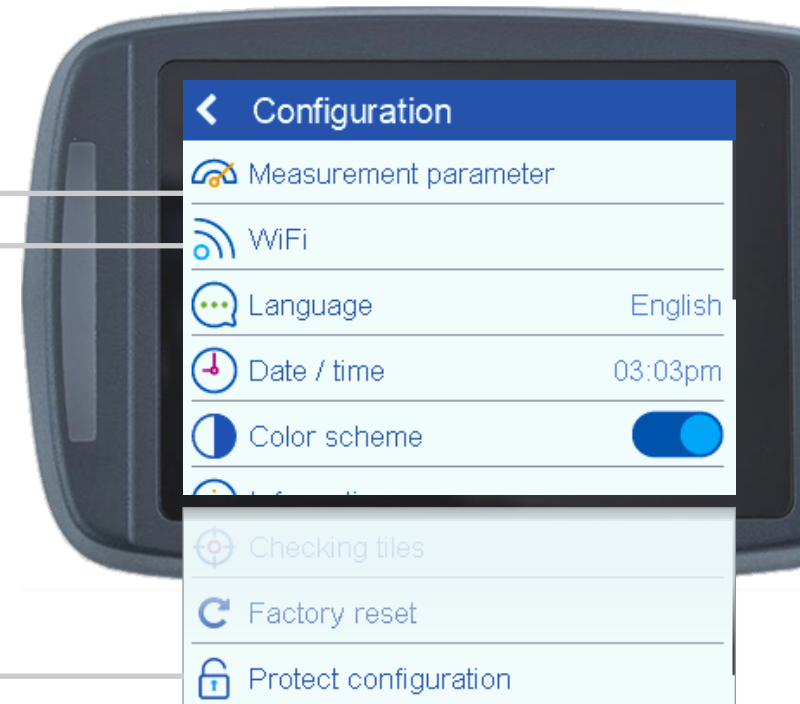 Configuration
Measurement parameter
WiFi
Language English
Date / time 03:03pm
Color scheme
Checking tiles
Factory reset
Protect configuration